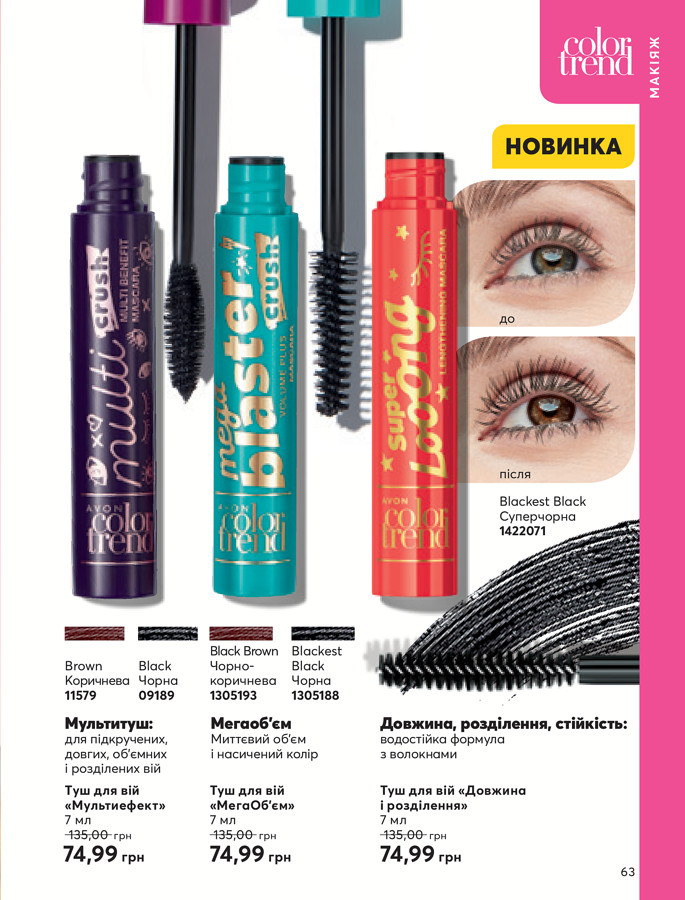 color
trend
МАКІЯЖ
НОВИНКА
multi
crush
MULTI BENEFIT
MASCARA
AVON
color
trend
mega
blaster
crush
VOLUME PLUS
MASCARA
AVON
color
trend
super
Looong
LENGTHENING MASCARA
AVON
color
trend
до
після
Blackest Black
Суперчорна
1422071
Brown
Коричнева
11579
Black
Чорна
09189
Black Brown
Чорно-
коричнева
1305193
Blackest
Black
Чорна
1305188
Мультитуш:
для підкручених,
довгих, об'ємних
і розділених вій
Туш для вій
«Мультиефект»
7 мл
135,00 грн
74,99 грн
Мегаоб'єм
Миттєвий об'єм
і насичений колір
Туш для вій
«МегаОб'єм»
7 мл
135,00 грн
74,99 грн
Довжина, розділення, стійкість:
водостійка формула
з волокнами
Туш для вій «Довжина
і розділення»
7 мл
135,00 грн
74,99 грн
63